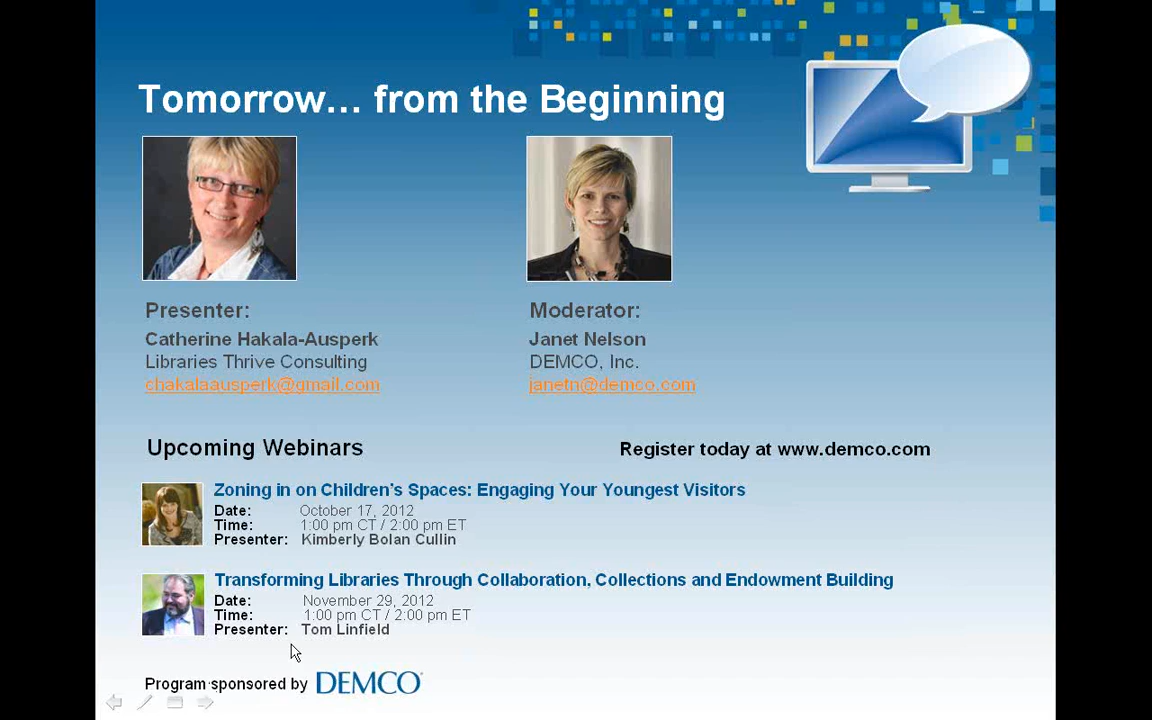 Tomorrow... from the Beginning
Presenter:
Catherine Hakala-Ausperk
Libraries Thrive Consulting
chakalaausperk@gmail.com
Moderator:
Janet Nelson
DEMCO, Inc.
janetn@demco.com
Upcoming Webinars
Register today at www.demco.com
Zoning in on Children's Spaces: Engaging Your Youngest Visitors
Date: October 17, 2012
Time: 1:00 pm CT / 2:00 pm ET
Presenter: Kimberly Bolan Cullin
Transforming Libraries Through Collaboration, Collections and Endowment Building
Date: November 29, 2012
Time: 1:00 pm CT / 2:00 pm ET
Presenter: Tom Linfield
Program sponsored by DEMCO